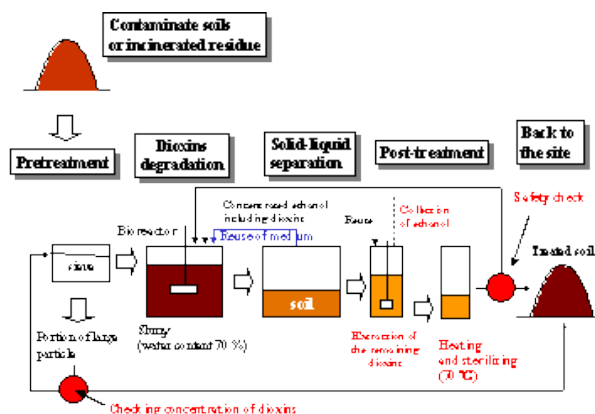 Contaminate soils
or incinerated residue
Pretreatment
Dioxins
degradation
Solid-liquid
separation
Post-treatment
Back to
the site
Concentrated ethanol
including dioxins
Reuse of medium
Bioreactor
Reuse
Collection
of ethanol
Safety check
Treated soil
sieve
soil
Portion of large
particle
Slurry
(water content 70 %)
Extraction of
the remaining
dioxins
Heating
and sterilizing
(70 ℃)
Checking concentration of dioxins